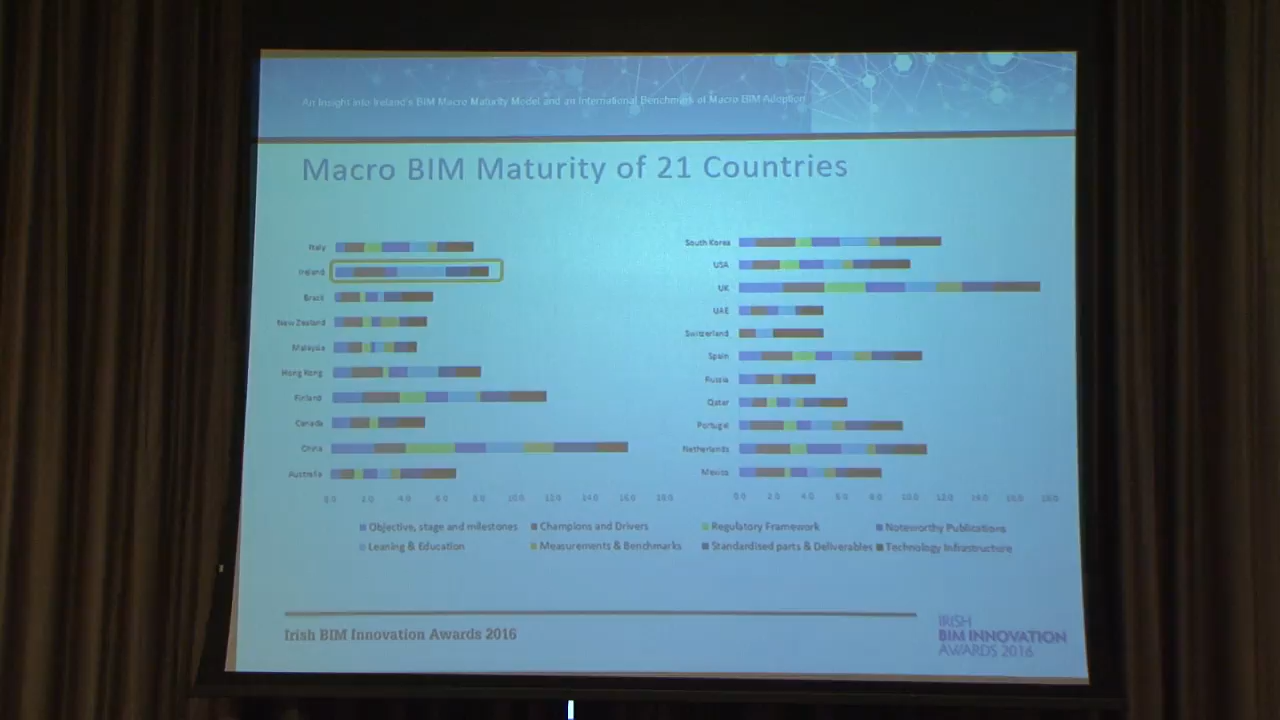 An Insight into Ireland's BIM Macro Maturity Model and an International Benchmark of Macro BIM Adoption
Macro BIM Maturity of 21 Countries
Italy
Ireland
Brazil
New Zealand
Malaysia
Hong Kong
Finland
Canada
China
Australia
0.0 2.0 4.0 6.0 8.0 10.0 12.0 14.0 16.0 18.0
South Korea
USA
UK
UAE
Switzerland
Spain
Russia
Qatar
Portugal
Netherlands
Mexico
0.0 2.0 4.0 6.0 8.0 10.0 12.0 14.0 16.0 18.0
Objective, stage and milestones Champions and Drivers Regulatory Framework Noteworthy Publications
Leaning & Education Measurements & Benchmarks Standardised parts & Deliverables Technology Infrastructure
Irish BIM Innovation Awards 2016
IRISH
BIM INNOVATION
AWARDS 2016